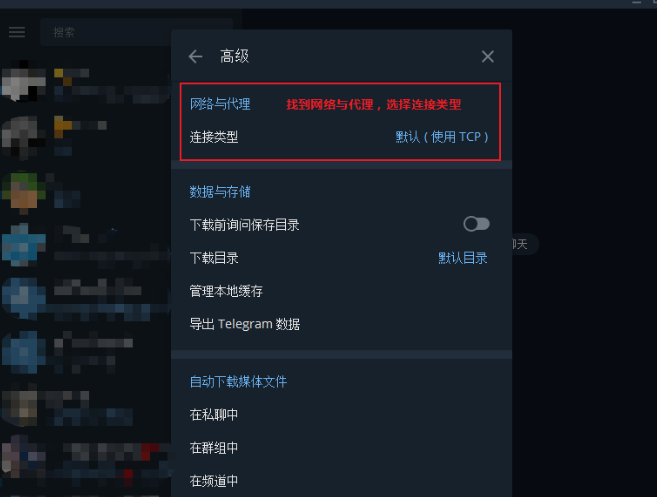 搜索
高级
网络与代理
找到网络与代理，选择连接类型
连接类型
默认 ( 使用 TCP )
数据与存储
下载前询问保存目录
聊天
下载目录
默认目录
管理本地缓存
导出 Telegram 数据
自动下载媒体文件
在私聊中
在群组中
在频道中